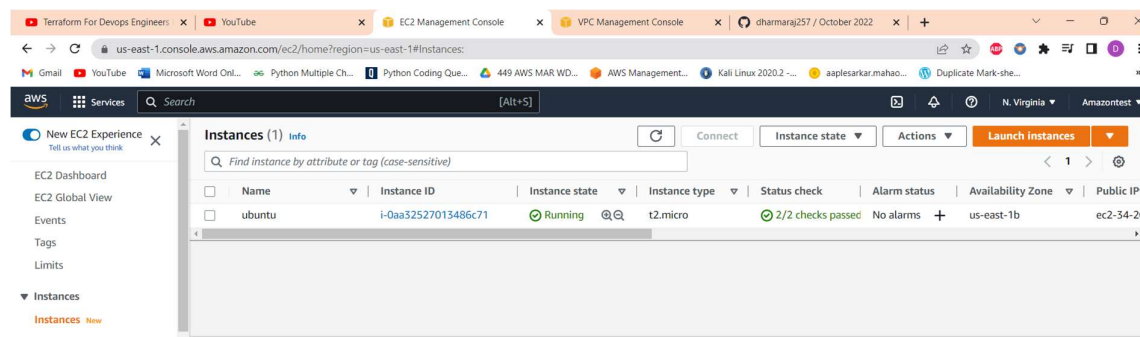 Terraform For Devops Engineers
YouTube
EC2 Management Console
VPC Management Console
dharmaraj257 / October 2022
us-east-1.console.aws.amazon.com/ec2/home?region=us-east-1#Instances:
ABP
D
Gmail
YouTube
Microsoft Word Onl...
Python Multiple Ch...
Python Coding Que...
449 AWS MAR WD...
AWS Management...
Kali Linux 2020.2 -...
aaplesarkar.mahao...
Duplicate Mark-she...
aws
Services
Search
[Alt+S]
N. Virginia
Amazontest
New EC2 Experience
Tell us what you think
EC2 Dashboard
EC2 Global View
Events
Tags
Limits
Instances
Instances New
Instances (1) Info
Connect
Instance state
Actions
Launch instances
Find instance by attribute or tag (case-sensitive)
1
Name Instance ID Instance state Instance type Status check Alarm status Availability Zone Public IP
ubuntu i-0aa32527013486c71 Running t2.micro 2/2 checks passed No alarms + us-east-1b ec2-34-2